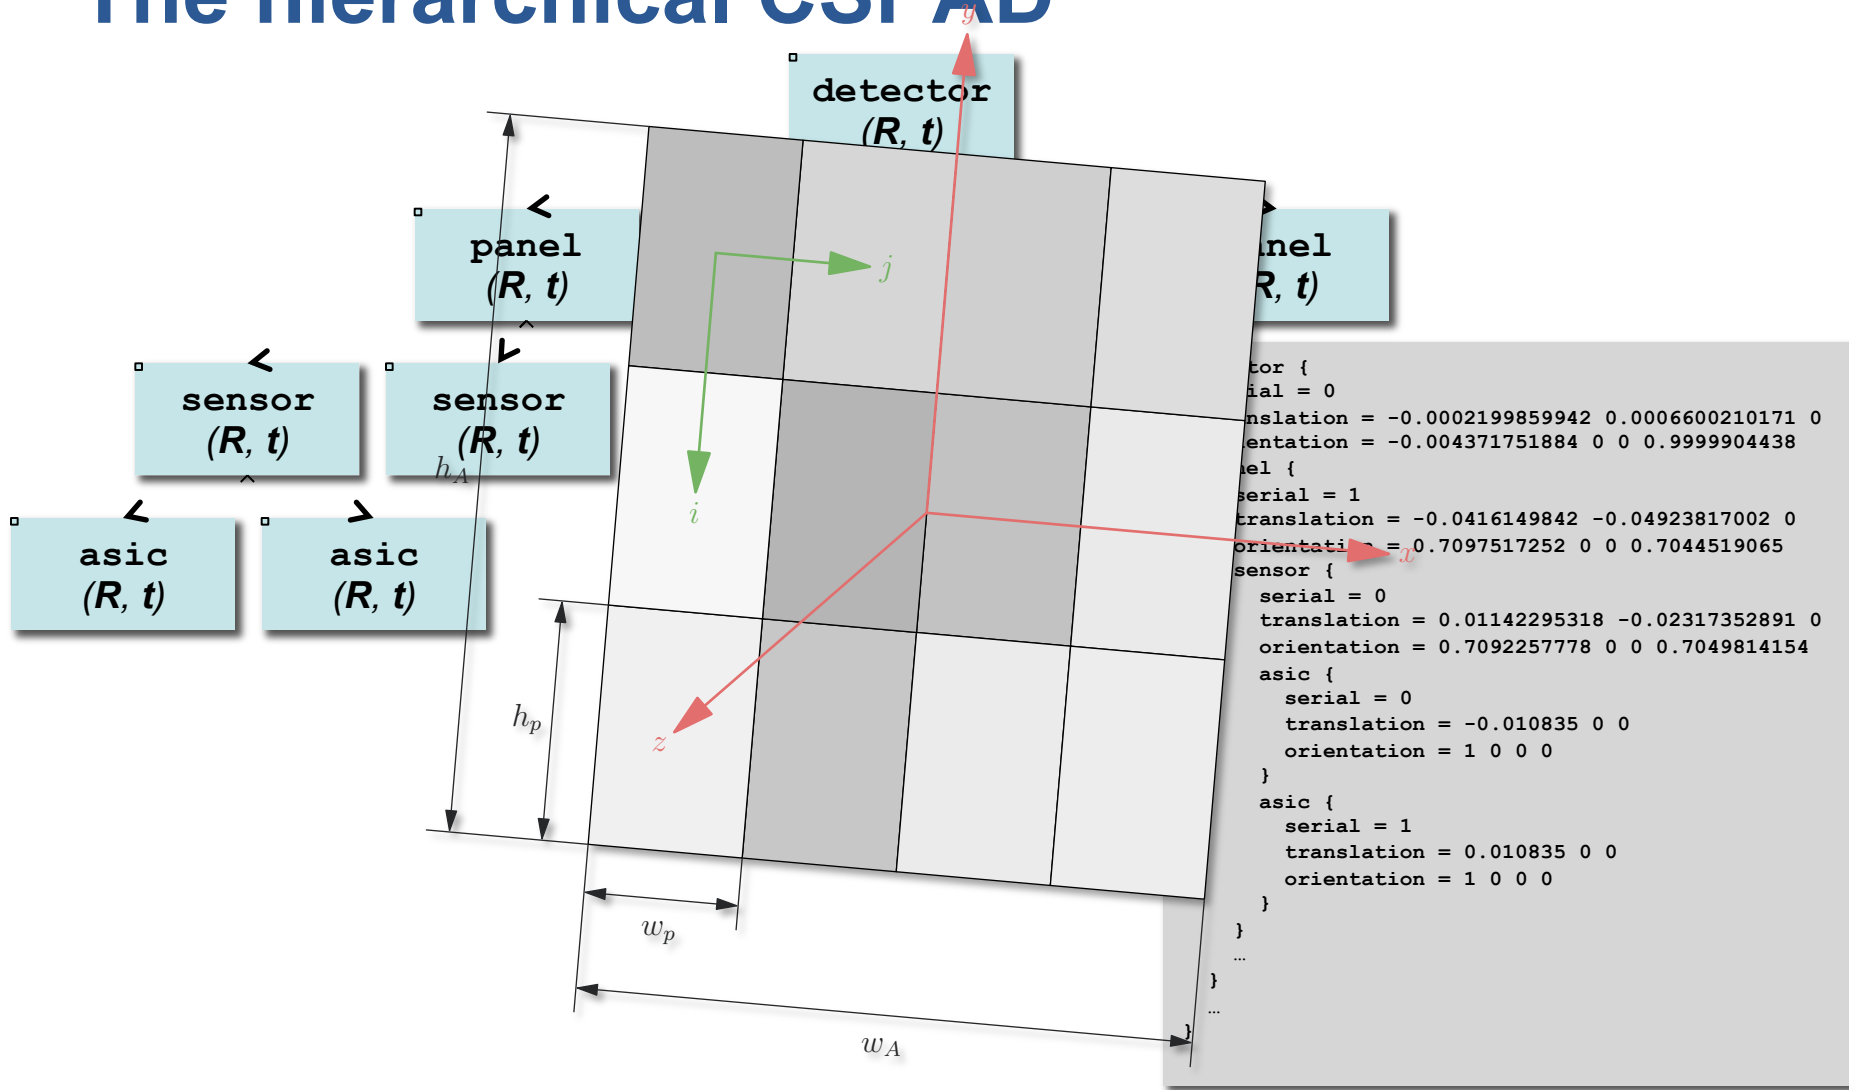 The hierarchical CSPAD
y
detector
(R, t)
panel
(R, t)
nel
R, t)
j
sensor
(R, t)
sensor
(R, t)
h_A
i
asic
(R, t)
asic
(R, t)
x
h_p
z
w_p
w_A
tor {
ial = 0
nslation = -0.0002199859942 0.0006600210171 0
entation = -0.004371751884 0 0 0.9999904438
el {
serial = 1
translation = -0.0416149842 -0.04923817002 0
orientation = 0.7097517252 0 0 0.7044519065
sensor {
serial = 0
translation = 0.01142295318 -0.02317352891 0
orientation = 0.7092257778 0 0 0.7049814154
asic {
serial = 0
translation = -0.010835 0 0
orientation = 1 0 0 0
}
asic {
serial = 1
translation = 0.010835 0 0
orientation = 1 0 0 0
}
}
…
}
…
}